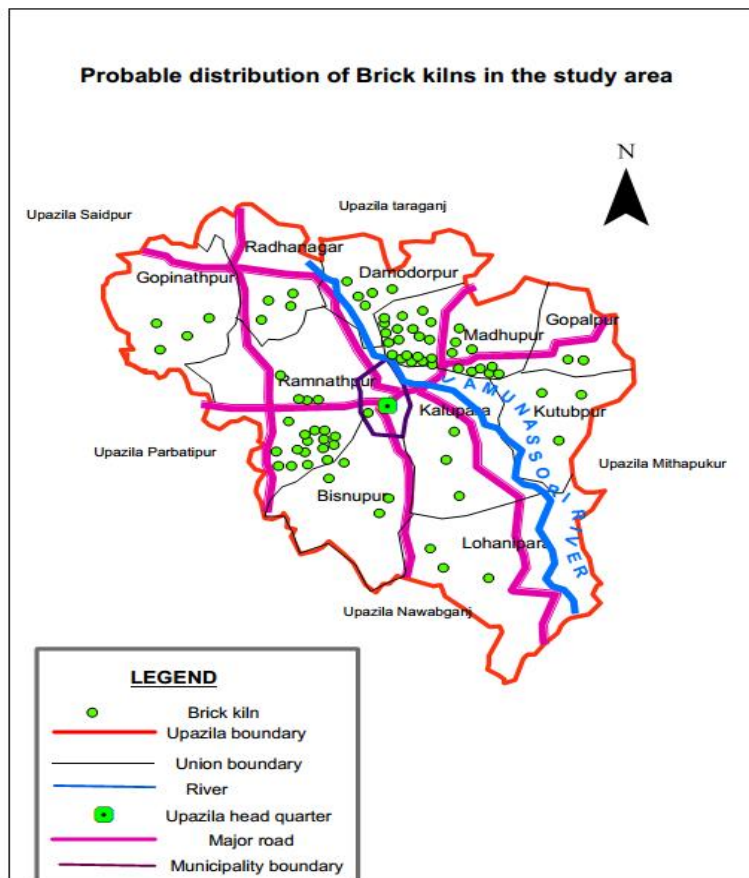 Probable distribution of Brick kilns in the study area
N
Upazila Saidpur
Upazila taraganj
Radhanagar
Damodorpur
Gopinathpur
Madhupur
Gopalpur
Ramnathpur
Kalupara
Kutubpur
JAMUNASSORI RIVER
Upazila Parbatipur
Upazila Mithapukur
Bisnupur
Lohanipara
Upazila Nawabganj
LEGEND
Brick kiln
Upazila boundary
Union boundary
River
Upazila head quarter
Major road
Municipality boundary